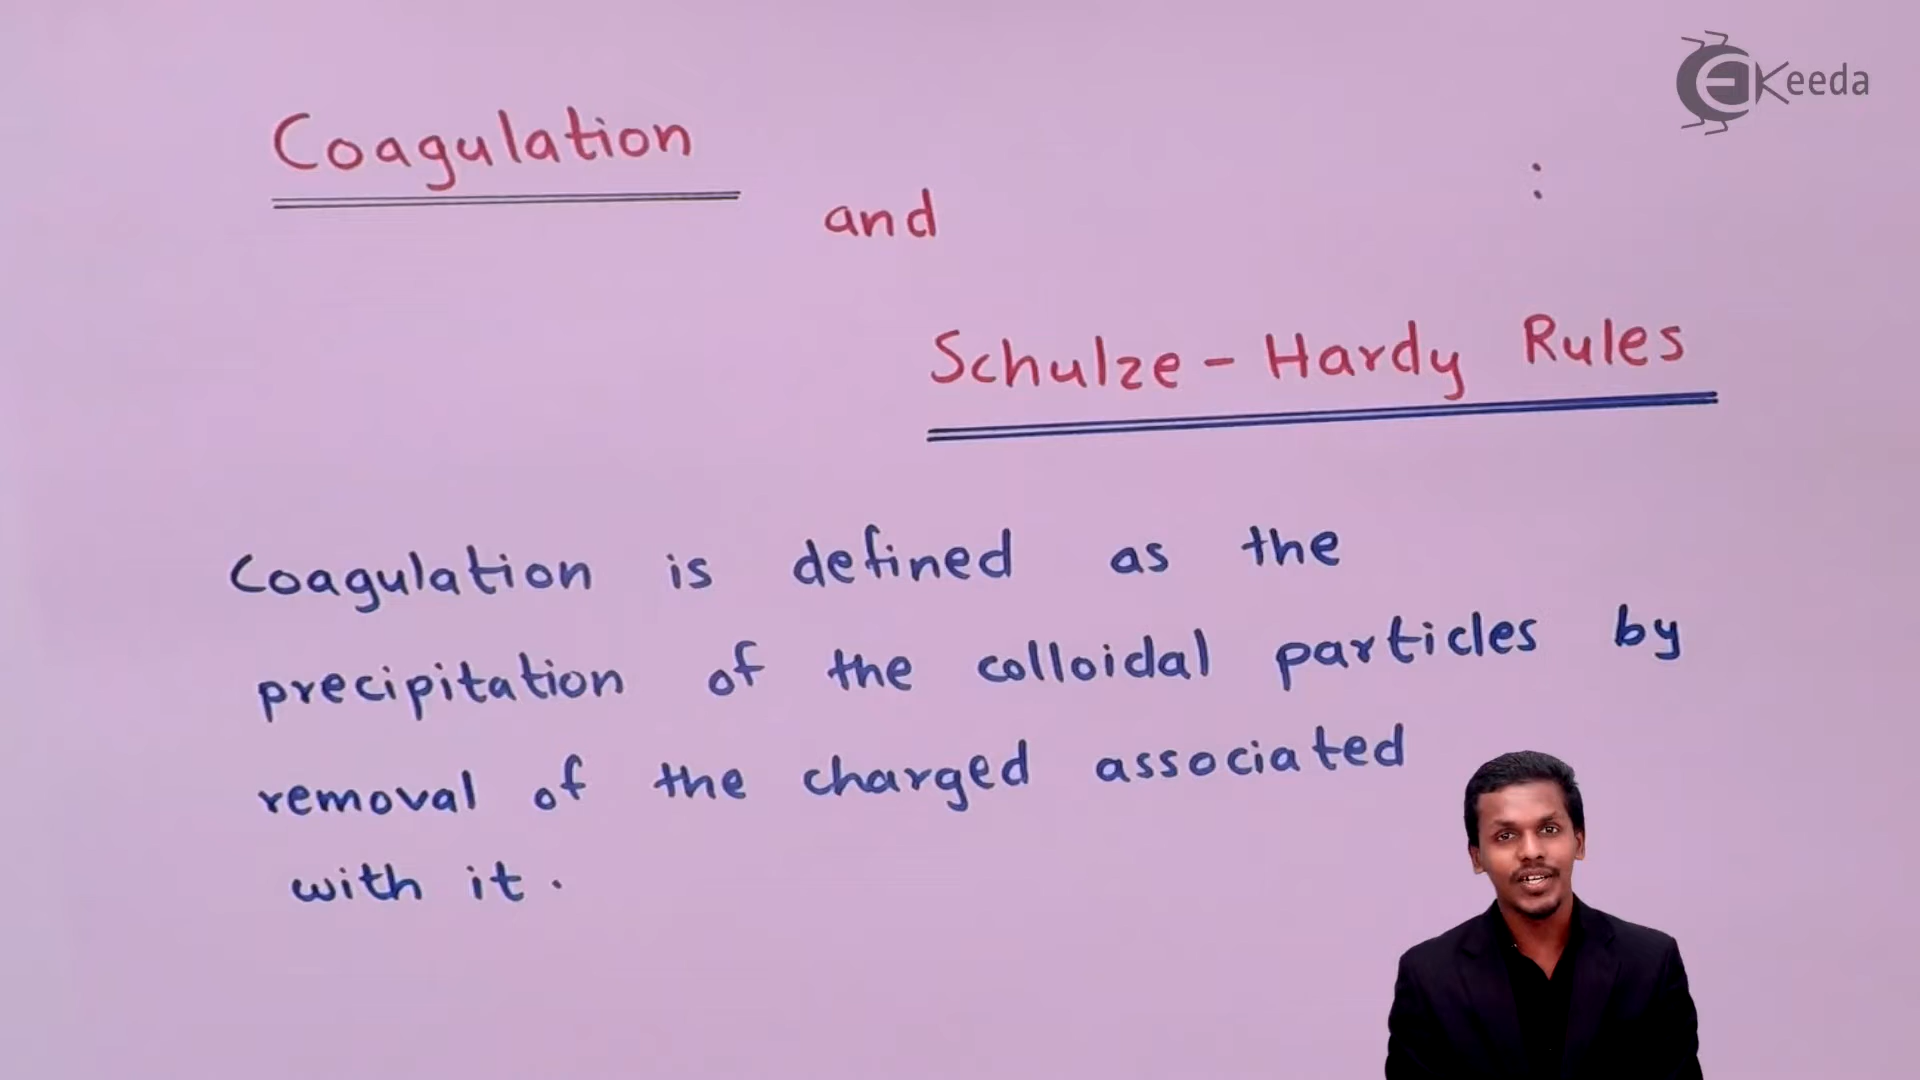 EKeeda
Coagulation
and :
Schulze - Hardy Rules
Coagulation is defined as the
precipitation of the colloidal particles by
removal of the charged associated
with it.